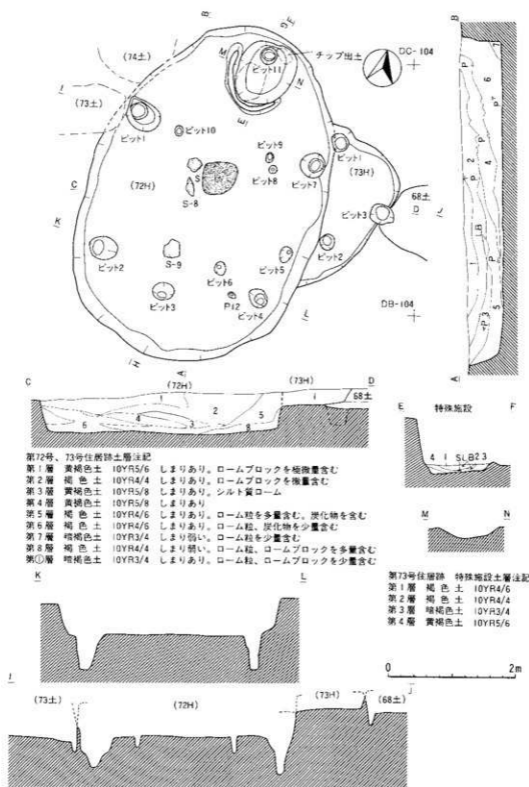 B
(74土)
D F
チップ出土
DC-104
B
(73土)
M
ピット11
N
I
E
ピット1
ピット10
ピット9
ピット8
ピット7
ピット1
(73H)
C
(72H)
S
S-8
K
68土
D
ピット3
ピット2
S-9
ピット5
ピット2
ピット6
ピット3
P12
ピット4
DB-104
L
H
A
7
P
6
P
P
2
4
P
LB
1
P
5
P 3
A
C
(72H)
(73H)
D
1
1
68土
2
4
5
6
3
8
E
特殊施設
F
4 1 SLB23
M
N
第72号、73号住居跡土層注記
第1層 黄褐色土 10YR5/6 しまりあり。ロームブロックを極微量含む
第2層 褐色土 10YR4/4 しまりあり。ロームブロックを微量含む
第3層 黄褐色土 10YR5/8 しまりあり。シルト質ローム
第4層 黄褐色土 10YR5/8 しまりあり
第5層 褐色土 10YR4/6 しまりあり。ローム粒を多量含む。炭化物を含む
第6層 褐色土 10YR4/6 しまりあり。ローム粒、炭化物を少量含む
第7層 暗褐色土 10YR3/4 しまり弱い。ローム粒を少量含む
第8層 褐色土 10YR4/4 しまり弱い。ローム粒、ロームブロックを多量含む
第①層 暗褐色土 10YR3/4 しまりあり。ローム粒、ロームブロックを少量含む
第73号住居跡 特殊施設土層注記
第1層 褐色土 10YR4/6
第2層 褐色土 10YR4/4
第3層 暗褐色土 10YR3/4
第4層 黄褐色土 10YR5/6
K
L
0
2m
I
J
(73土)
(72H)
(73H)
(68土)